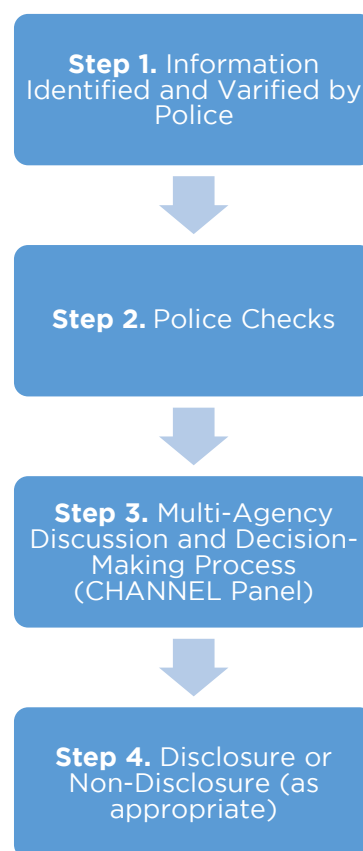 Step 1. Information
Identified and Varified by
Police
Step 2. Police Checks
Step 3. Multi-Agency
Discussion and Decision-
Making Process
(CHANNEL Panel)
Step 4. Disclosure or
Non-Disclosure (as
appropriate)